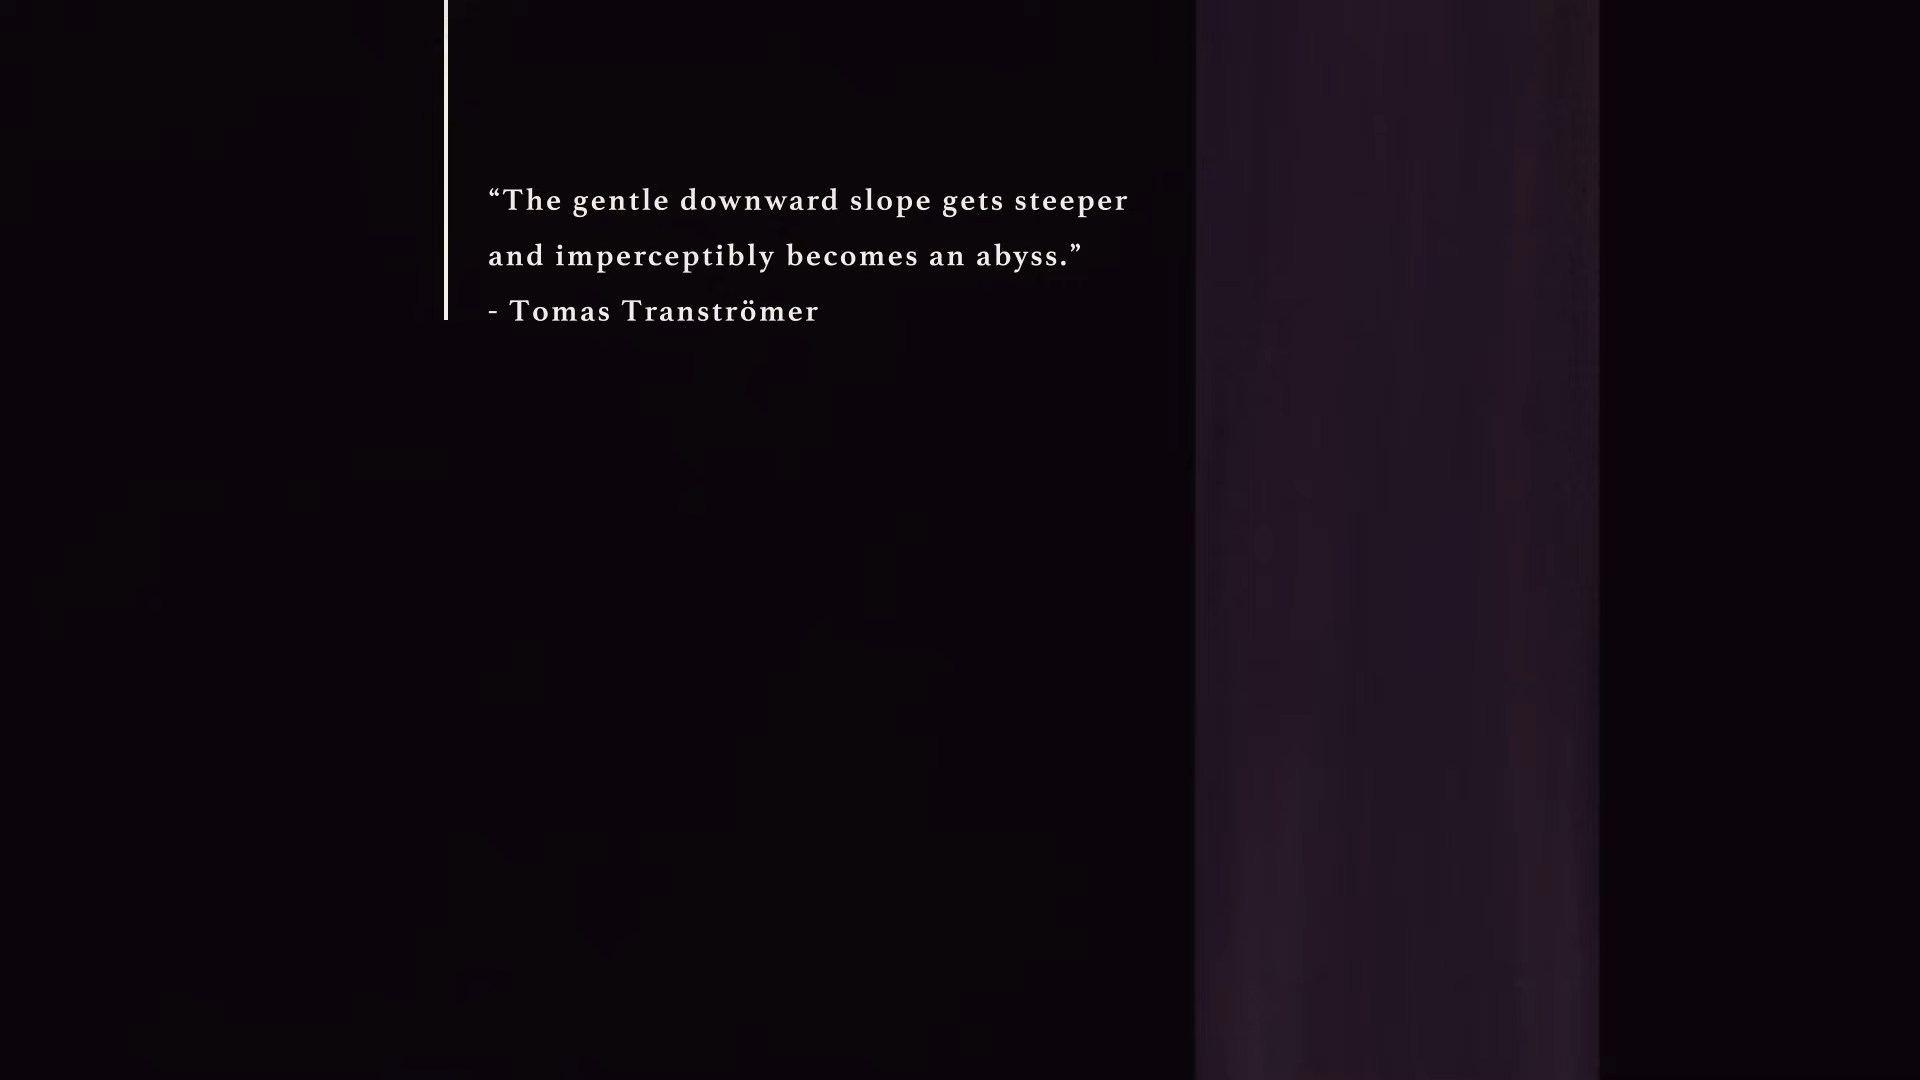 “The gentle downward slope gets steeper
and imperceptibly becomes an abyss.”
- Tomas Tranströmer